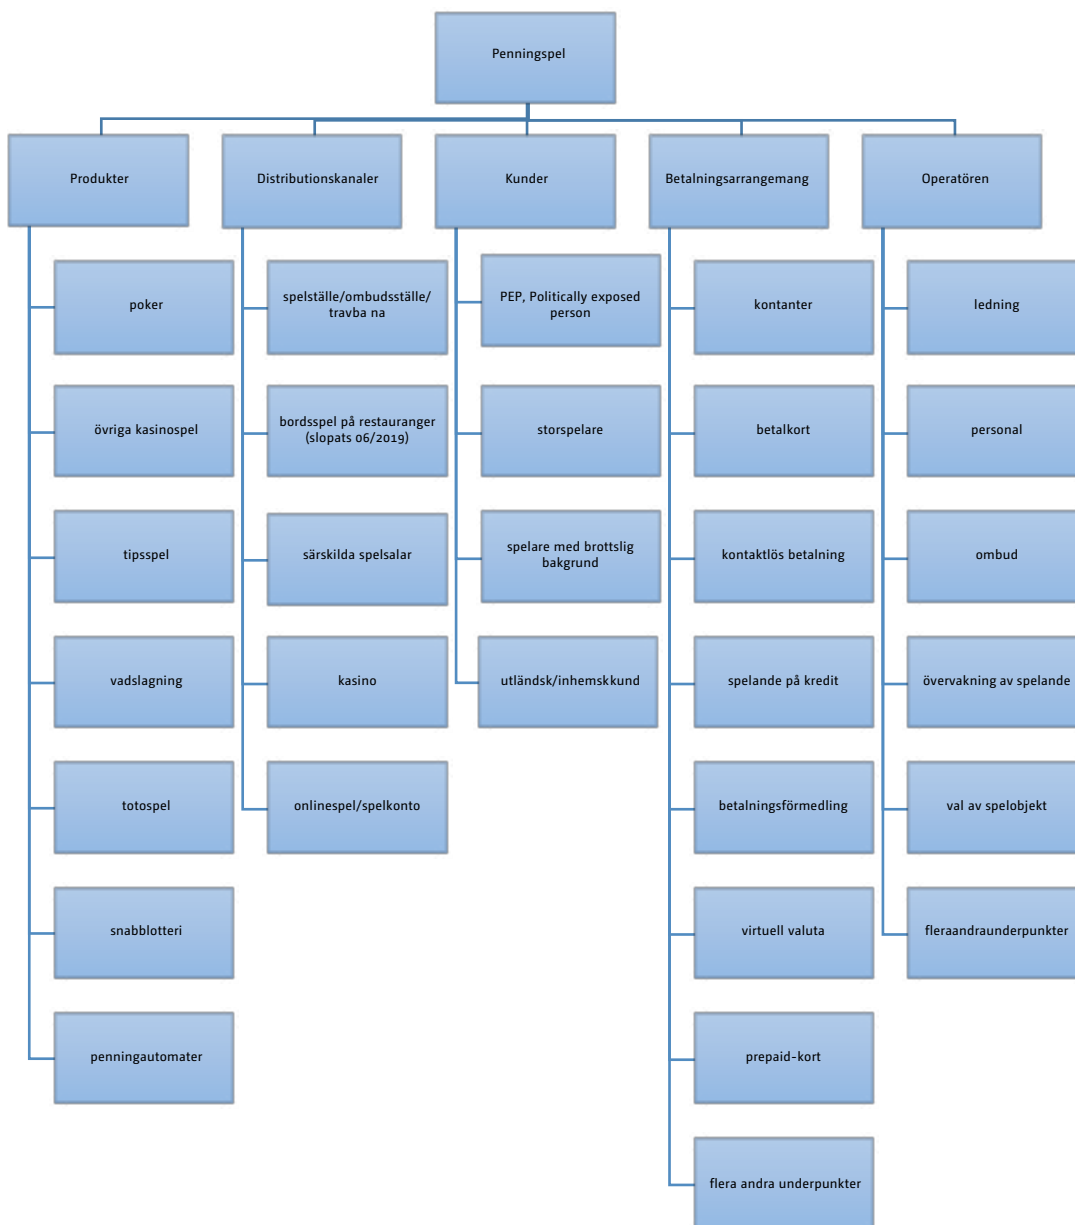 Penningspel
Produkter
Distributionskanaler
Kunder
Betalningsarrangemang
Operatören
poker
övriga kasinospel
tipsspel
vadslagning
totospel
snabblotteri
penningautomater
spelställe/ombudsställe/
travba na
bordsspel på restauranger
(slopats 06/2019)
särskilda spelsalar
kasino
onlinespel/spelkonto
PEP, Politically exposed
person
storspelare
spelare med brottslig
bakgrund
utländsk/inhemskkund
kontanter
betalkort
kontaktlös betalning
spelande på kredit
betalningsförmedling
virtuell valuta
prepaid-kort
flera andra underpunkter
ledning
personal
ombud
övervakning av spelande
val av spelobjekt
fleraandraunderpunkter